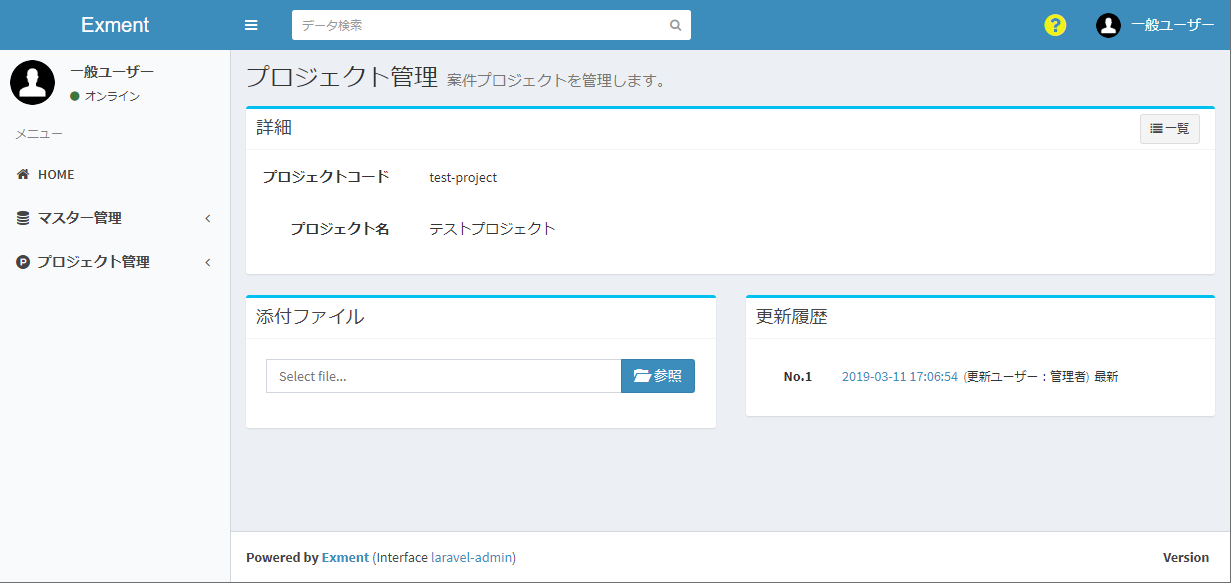 Exment
データ検索
?
一般ユーザー
一般ユーザー
オンライン
メニュー
HOME
マスター管理
プロジェクト管理
プロジェクト管理 案件プロジェクトを管理します。
詳細
一覧
プロジェクトコード test-project
プロジェクト名 テストプロジェクト
添付ファイル
Select file...
参照
更新履歴
No.1 2019-03-11 17:06:54 (更新ユーザー：管理者) 最新
Powered by Exment (Interface laravel-admin)
Version